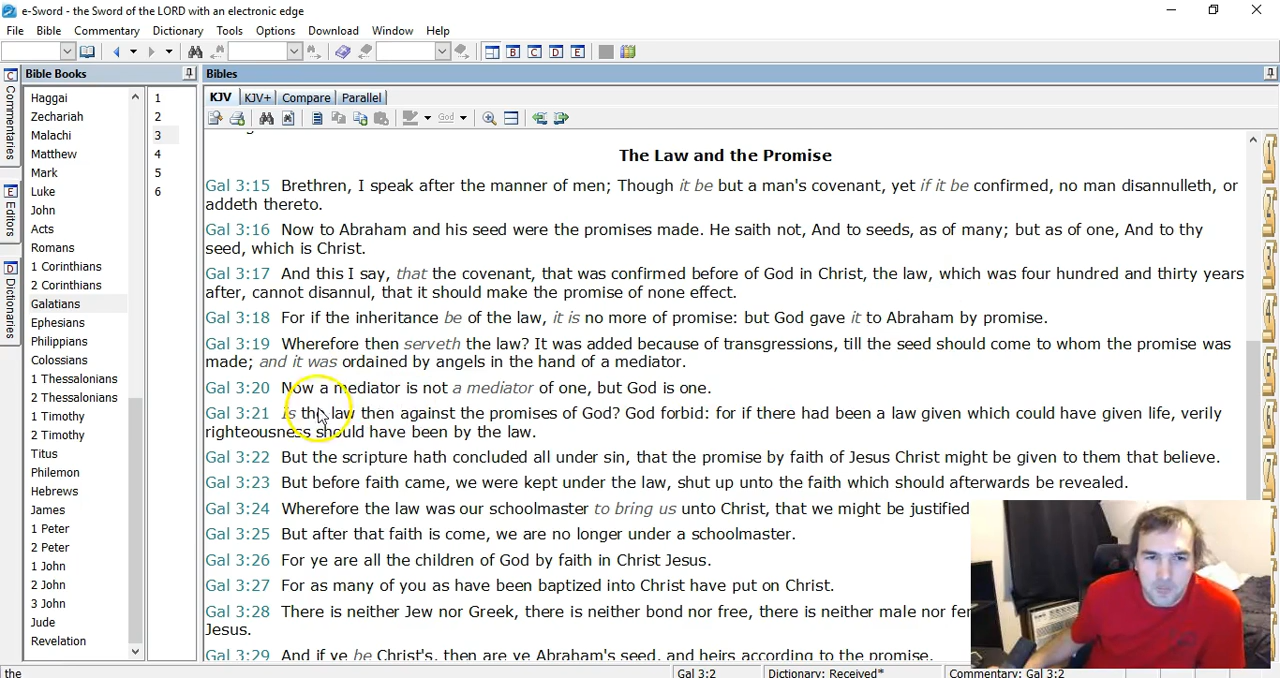 e-Sword - the Sword of the LORD with an electronic edge
File Bible Commentary Dictionary Tools Options Download Window Help
B C D E
C Commentaries
E Editors
D Dictionaries
Bible Books
Haggai
Zechariah
Malachi
Matthew
Mark
Luke
John
Acts
Romans
1 Corinthians
2 Corinthians
Galatians
Ephesians
Philippians
Colossians
1 Thessalonians
2 Thessalonians
1 Timothy
2 Timothy
Titus
Philemon
Hebrews
James
1 Peter
2 Peter
1 John
2 John
3 John
Jude
Revelation
1
2
3
4
5
6
Bibles
KJV KJV+ Compare Parallel
God
The Law and the Promise
Gal 3:15 Brethren, I speak after the manner of men; Though it be but a man's covenant, yet if it be confirmed, no man disannulleth, or
addeth thereto.
Gal 3:16 Now to Abraham and his seed were the promises made. He saith not, And to seeds, as of many; but as of one, And to thy
seed, which is Christ.
Gal 3:17 And this I say, that the covenant, that was confirmed before of God in Christ, the law, which was four hundred and thirty years
after, cannot disannul, that it should make the promise of none effect.
Gal 3:18 For if the inheritance be of the law, it is no more of promise: but God gave it to Abraham by promise.
Gal 3:19 Wherefore then serveth the law? It was added because of transgressions, till the seed should come to whom the promise was
made; and it was ordained by angels in the hand of a mediator.
Gal 3:20 Now a mediator is not a mediator of one, but God is one.
Gal 3:21 Is the law then against the promises of God? God forbid: for if there had been a law given which could have given life, verily
righteousness should have been by the law.
Gal 3:22 But the scripture hath concluded all under sin, that the promise by faith of Jesus Christ might be given to them that believe.
Gal 3:23 But before faith came, we were kept under the law, shut up unto the faith which should afterwards be revealed.
Gal 3:24 Wherefore the law was our schoolmaster to bring us unto Christ, that we might be justified
Gal 3:25 But after that faith is come, we are no longer under a schoolmaster.
Gal 3:26 For ye are all the children of God by faith in Christ Jesus.
Gal 3:27 For as many of you as have been baptized into Christ have put on Christ.
Gal 3:28 There is neither Jew nor Greek, there is neither bond nor free, there is neither male nor fe
Jesus.
Gal 3:29 And if ye be Christ's, then are ye Abraham's seed, and heirs according to the promise.
1
2
3
4
5
6
7
the
Gal 3:2
Dictionary: Received*
Commentary: Gal 3:2